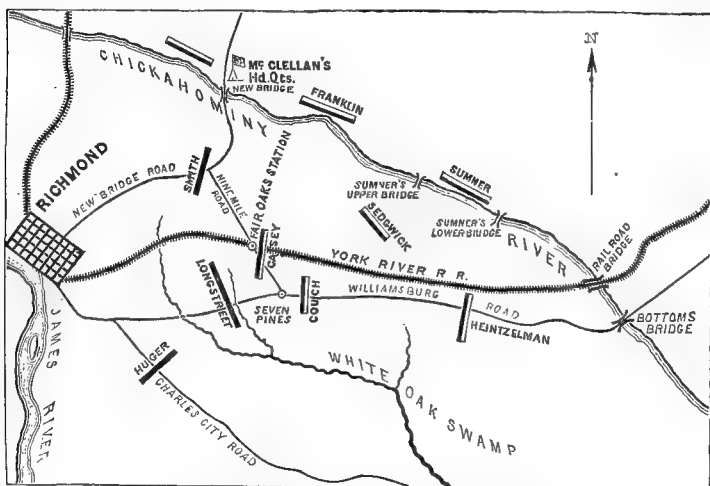 N
Mc CLELLAN'S
Hd. Qts.
NEW BRIDGE
CHICKAHOMINY
RIVER
FRANKLIN
SUMNER
SUMNER'S
UPPER BRIDGE
SUMNER'S
LOWER BRIDGE
RAIL ROAD
BRIDGE
BOTTOMS
BRIDGE
RICHMOND
NEW BRIDGE ROAD
SMITH
NINE MILE
ROAD
FAIR OAKS STATION
CASEY
SEDGWICK
YORK RIVER R.R.
WILLIAMSBURG ROAD
LONGSTREET
SEVEN
PINES
COUCH
HEINTZELMAN
HUGER
CHARLES CITY ROAD
WHITE OAK SWAMP
JAMES RIVER